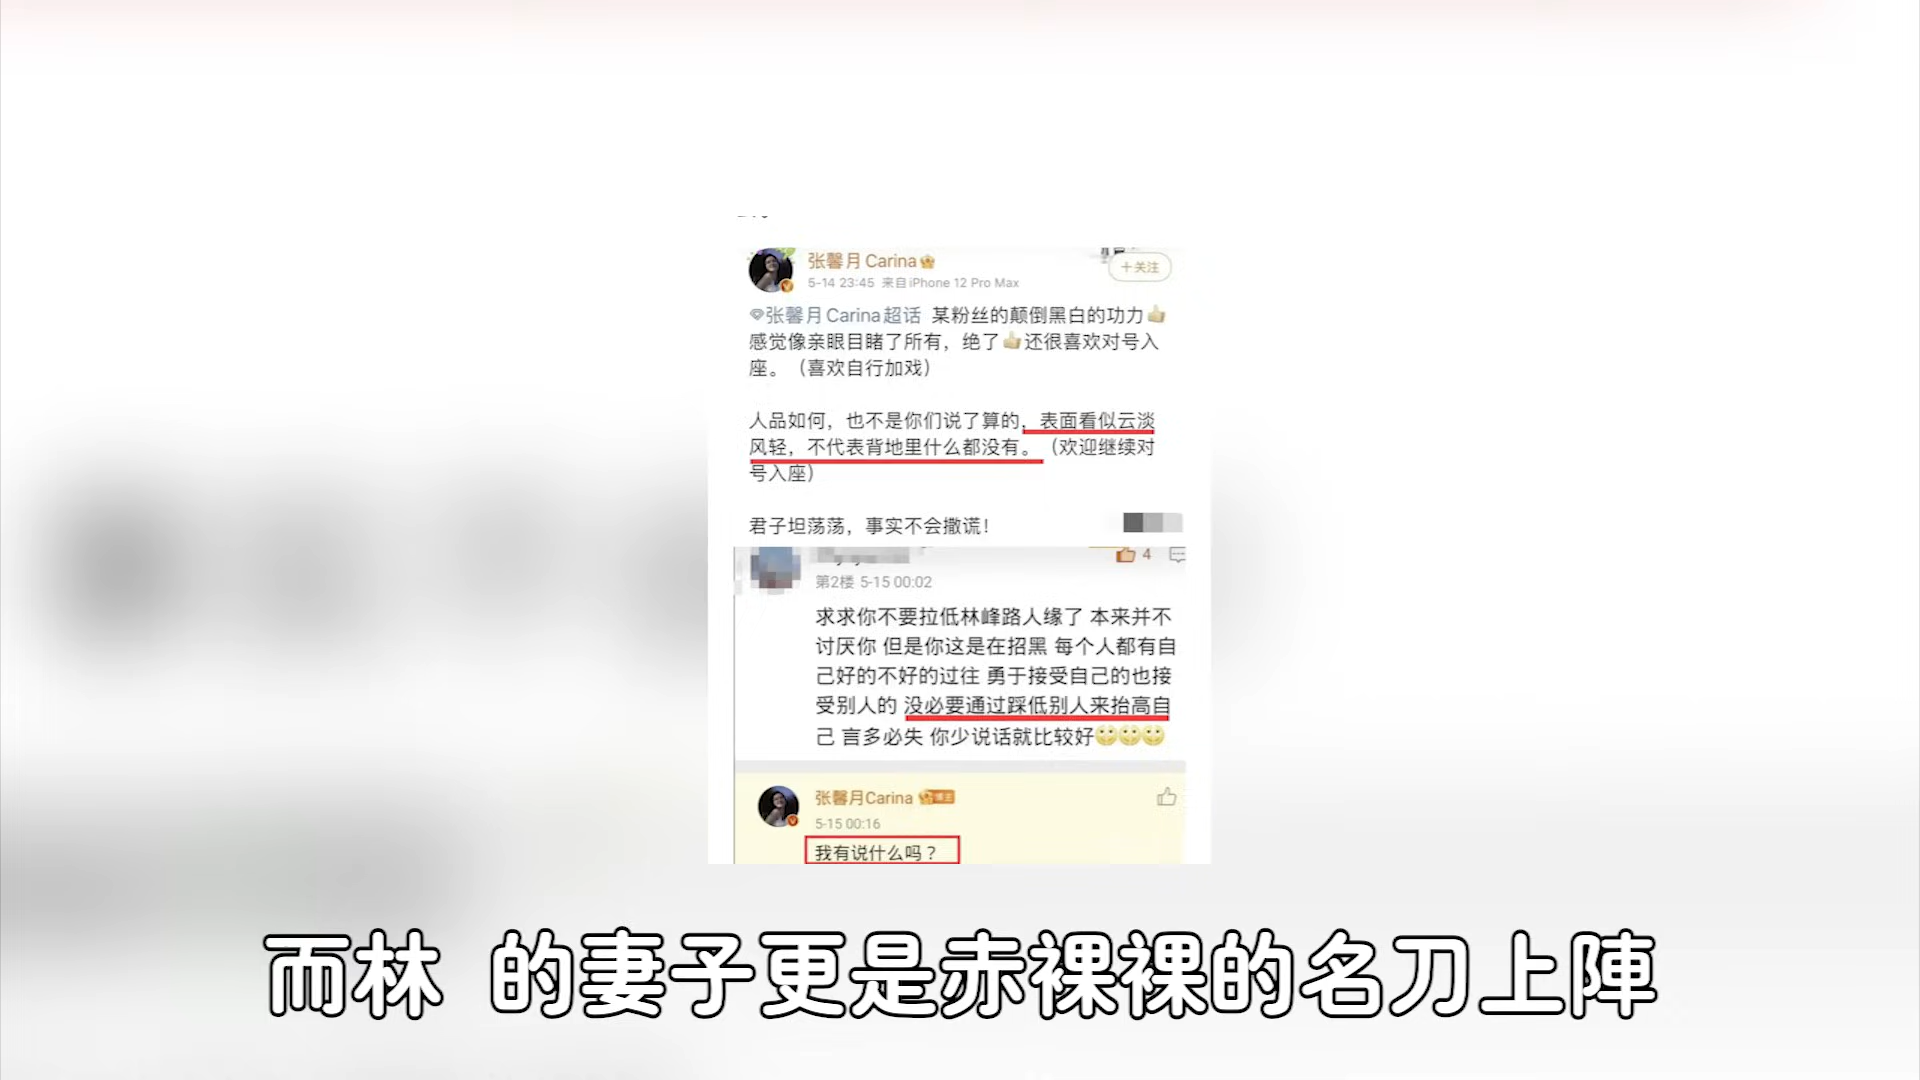 张馨月Carina
+关注
5-14 23:45 来自iPhone 12 Pro Max
张馨月Carina超话 某粉丝的颠倒黑白的功力👍
感觉像亲眼目睹了所有，绝了👍还很喜欢对号入
座。（喜欢自行加戏）
人品如何，也不是你们说了算的，表面看似云淡
风轻，不代表背地里什么都没有。（欢迎继续对
号入座）
君子坦荡荡，事实不会撒谎！
4
第2楼 5-15 00:02
求求你不要拉低林峰路人缘了 本来并不
讨厌你 但是你这是在招黑 每个人都有自
己好的不好的过往 勇于接受自己的也接
受别人的 没必要通过踩低别人来抬高自
己 言多必失 你少说话就比较好
张馨月Carina
5-15 00:16
我有说什么吗？
而林 的妻子更是赤裸裸的名刀上陣